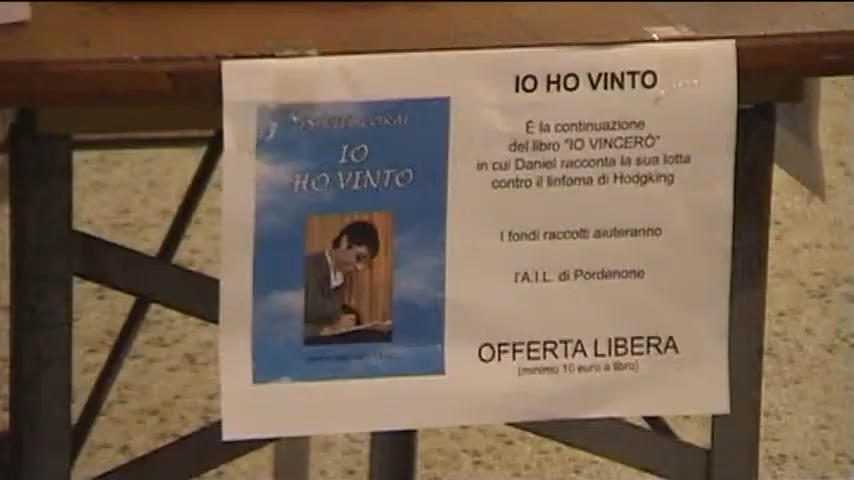 IO
HO VINTO
IO HO VINTO
É la continuazione
del libro "IO VINCERÒ"
in cui Daniel racconta la sua lotta
contro il linfoma di Hodgking
I fondi raccolti aiuteranno
l'A.I.L. di Pordenone
OFFERTA LIBERA
(minimo 10 euro a libro)